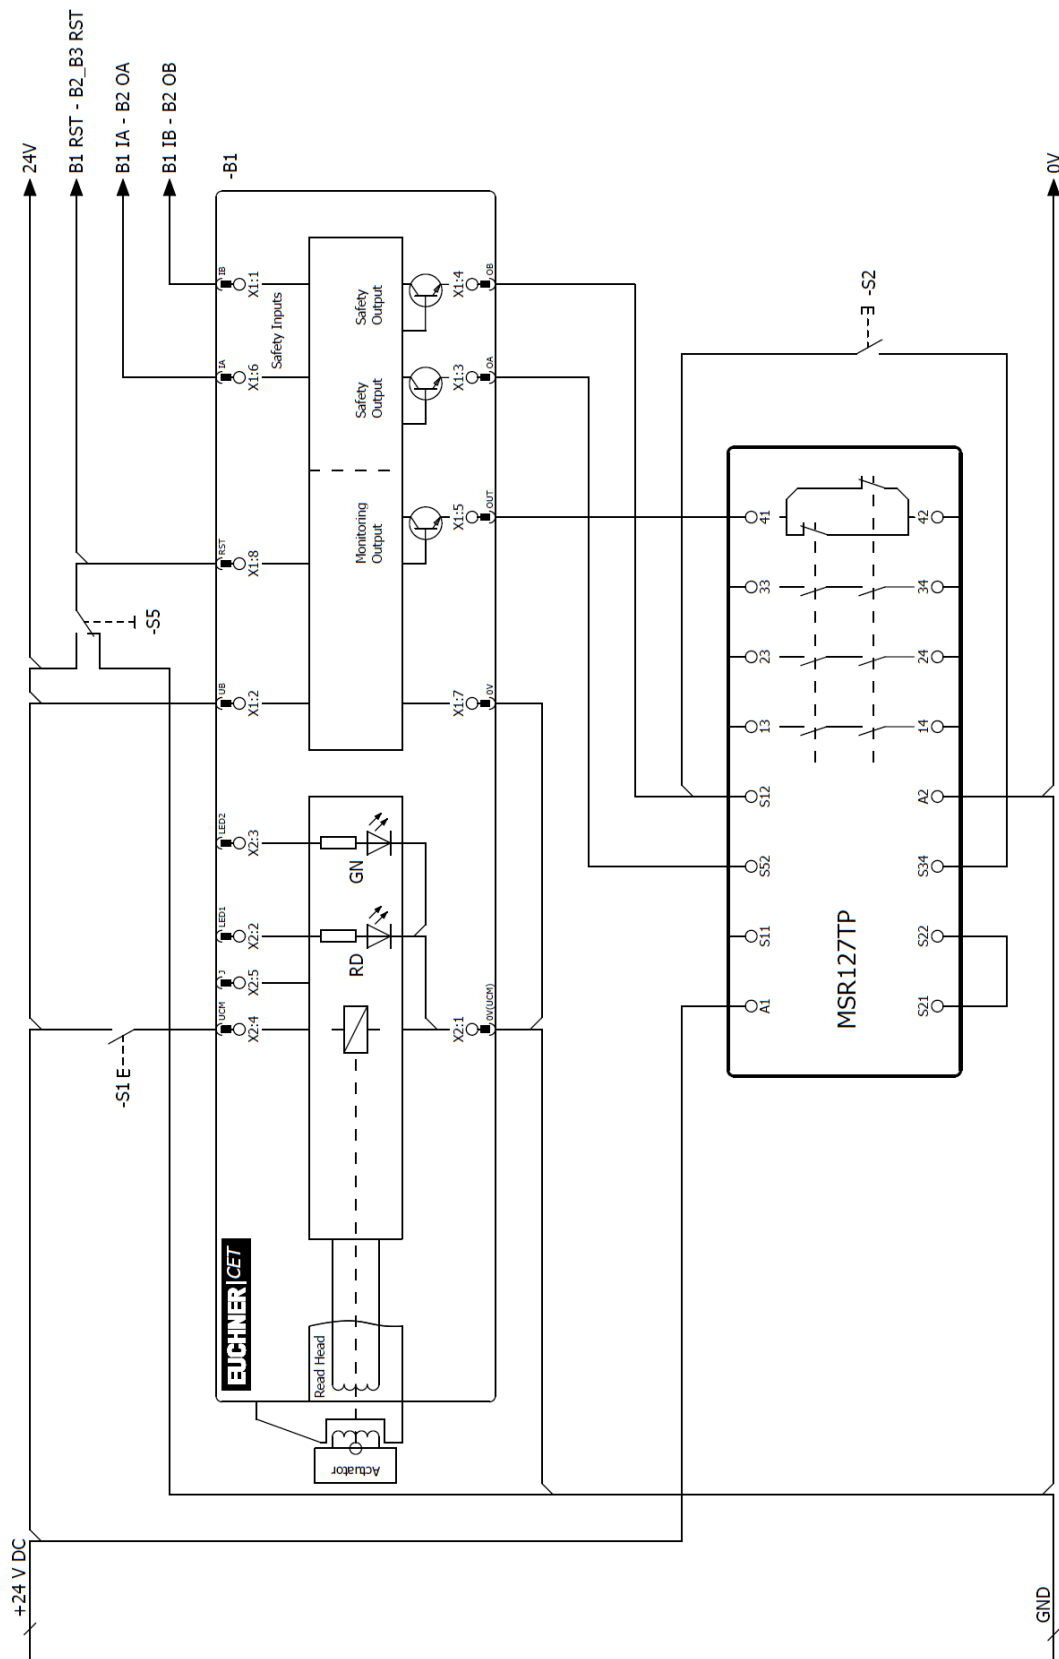 +24 V DC
24V
B1 RST - B2_B3 RST
B1 IA - B2 OA
B1 IB - B2 OB
-S1
-S5
-B1
EUCHNER|CET
UCM
X2:4
J
X2:5
LED1
X2:2
LED2
X2:3
UB
X1:2
RST
X1:8
IA
X1:6
IB
X1:1
Safety Inputs
Actuator
Read Head
RD
GN
Monitoring
Output
Safety
Output
Safety
Output
X2:1
0V(UCM)
X1:7
0V
X1:5
OUT
X1:3
OA
X1:4
OB
A1
S11
S52
S12
13
23
33
41
MSR127TP
S21
S22
S34
A2
14
24
34
42
-S2
GND
0V